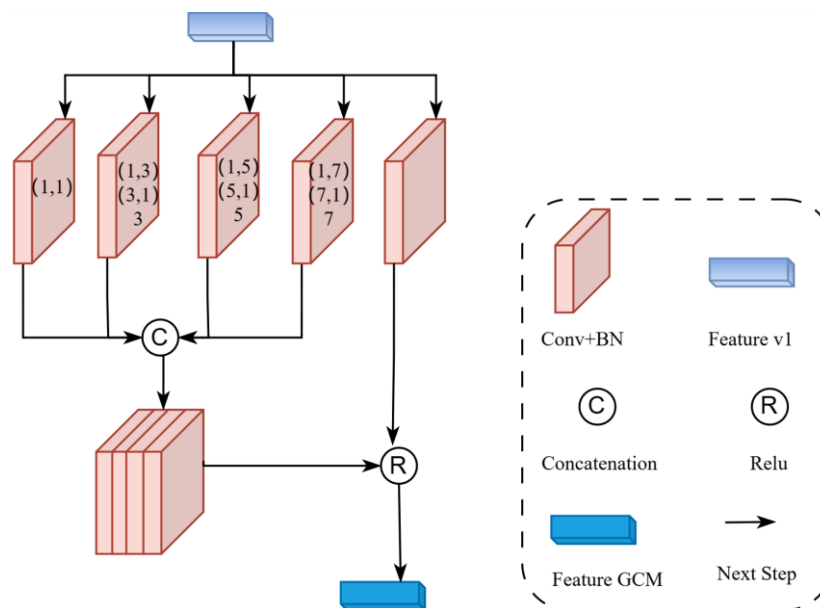 (1,1)
(1,3)
(3,1)
3
(1,5)
(5,1)
5
(1,7)
(7,1)
7
C
R
Conv+BN
Feature v1
C
R
Concatenation
Relu
Feature GCM
Next Step